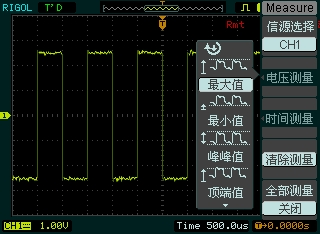 RIGOL T'D
T
Measure
Rmt
信源选择
CH1
最大值
电压测量
最小值
时间测量
峰峰值
清除测量
顶端值
全部测量
关闭
1
T
CH1 1.00V Time 500.0us T→0.0000s